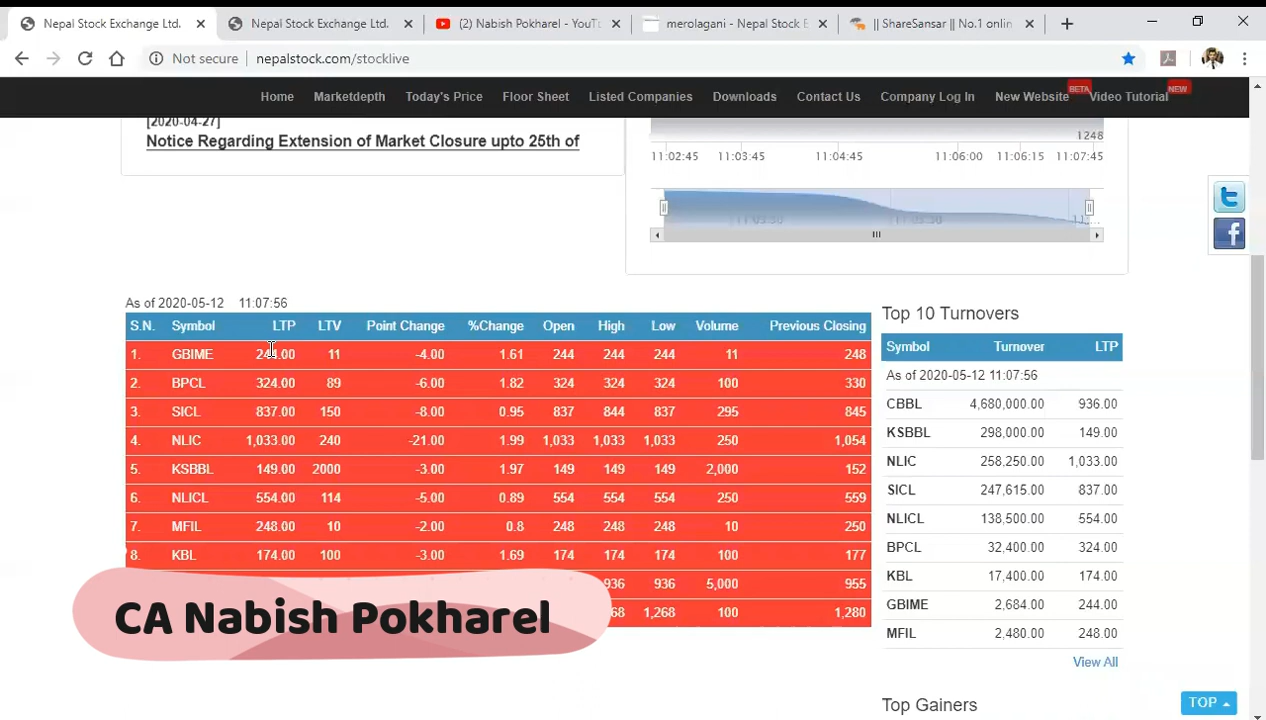 Nepal Stock Exchange Ltd.
Nepal Stock Exchange Ltd.
(2) Nabish Pokharel - YouT
merolagani - Nepal Stock E
|| ShareSansar || No.1 onlin
Not secure nepalstock.com/stocklive
BETA NEW
Home Marketdepth Today's Price Floor Sheet Listed Companies Downloads Contact Us Company Log In New Website Video Tutorial
[2020-04-27]
Notice Regarding Extension of Market Closure upto 25th of
1248
11:02:45 11:03:45 11:04:45 11:06:00 11:06:15 11:07:45
As of 2020-05-12 11:07:56
S.N. Symbol LTP LTV Point Change %Change Open High Low Volume Previous Closing
1. GBIME 244.00 11 -4.00 1.61 244 244 244 11 248
2. BPCL 324.00 89 -6.00 1.82 324 324 324 100 330
3. SICL 837.00 150 -8.00 0.95 837 844 837 295 845
4. NLIC 1,033.00 240 -21.00 1.99 1,033 1,033 1,033 250 1,054
5. KSBBL 149.00 2000 -3.00 1.97 149 149 149 2,000 152
6. NLICL 554.00 114 -5.00 0.89 554 554 554 250 559
7. MFIL 248.00 10 -2.00 0.8 248 248 248 10 250
8. KBL 174.00 100 -3.00 1.69 174 174 174 100 177
936 936 5,000 955
68 1,268 100 1,280
CA Nabish Pokharel
Top 10 Turnovers
Symbol Turnover LTP
As of 2020-05-12 11:07:56
CBBL 4,680,000.00 936.00
KSBBL 298,000.00 149.00
NLIC 258,250.00 1,033.00
SICL 247,615.00 837.00
NLICL 138,500.00 554.00
BPCL 32,400.00 324.00
KBL 17,400.00 174.00
GBIME 2,684.00 244.00
MFIL 2,480.00 248.00
View All
Top Gainers
TOP